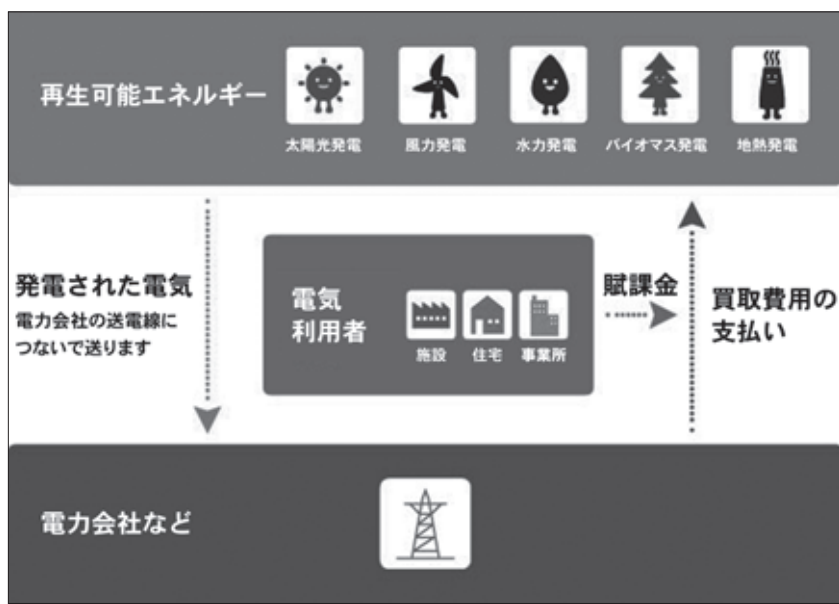 再生可能エネルギー
太陽光発電
風力発電
水力発電
バイオマス発電
地熱発電
発電された電気
電力会社の送電線に
つないで送ります
電気
利用者
施設
住宅
事業所
賦課金
買取費用の
支払い
電力会社など